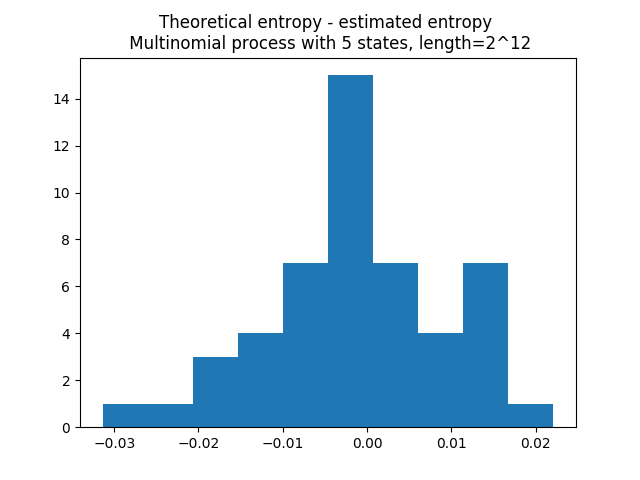 Theoretical entropy - estimated entropy
Multinomial process with 5 states, length=2^12
14
12
10
8
6
4
2
0
−0.03 −0.02 −0.01 0.00 0.01 0.02